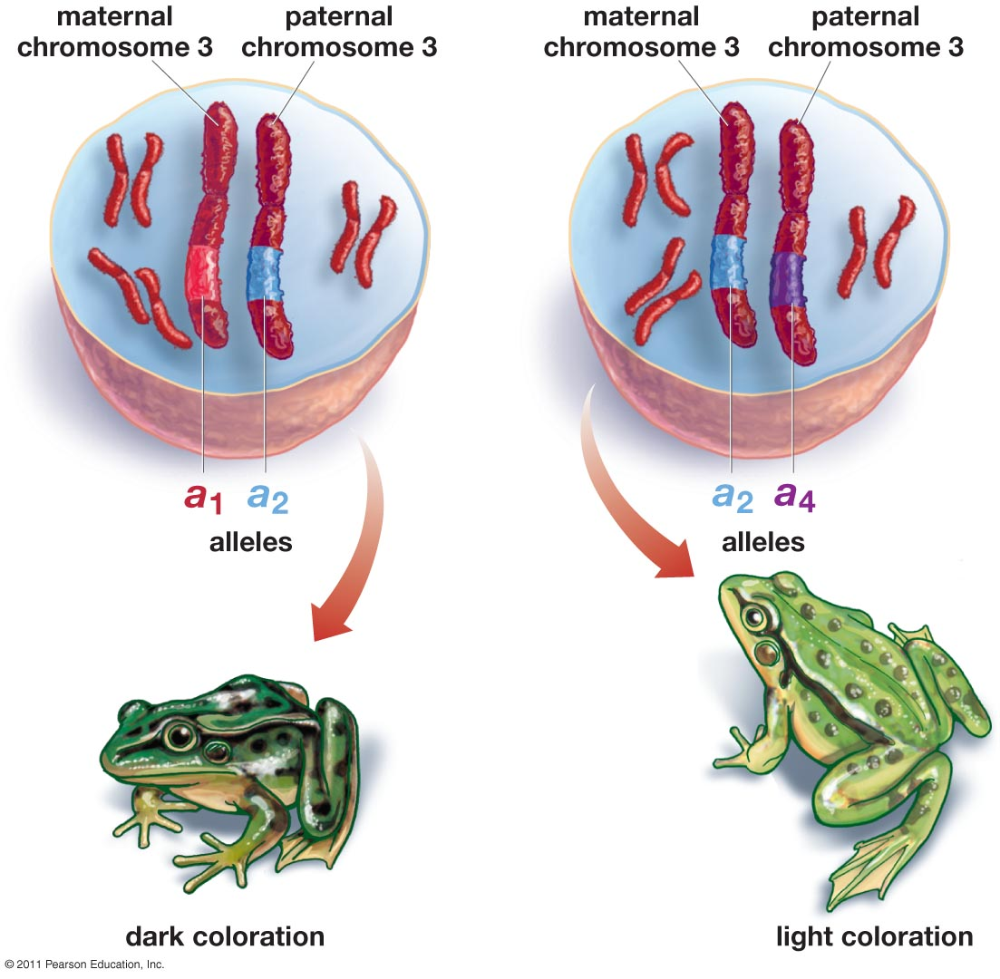 maternal
chromosome 3
paternal
chromosome 3
maternal
chromosome 3
paternal
chromosome 3
a1 a2
alleles
a2 a4
alleles
dark coloration
light coloration
© 2011 Pearson Education, Inc.